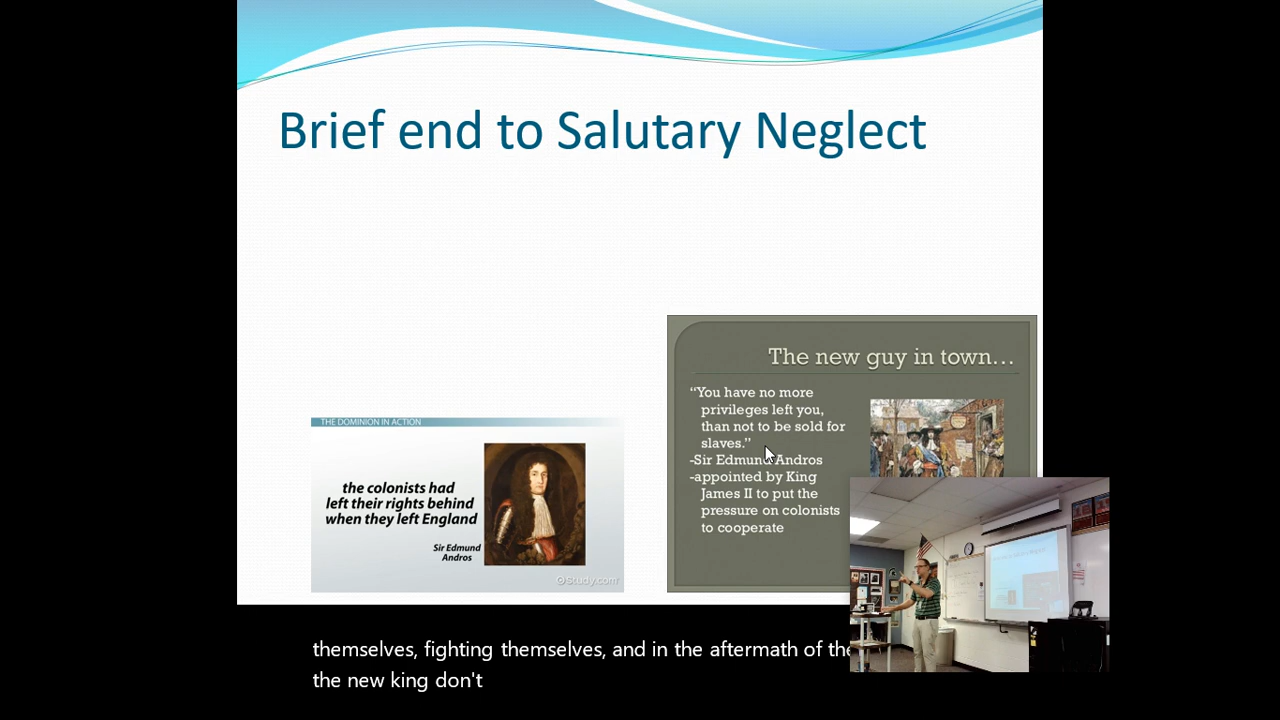 Brief end to Salutary Neglect
THE DOMINION IN ACTION
the colonists had
left their rights behind
when they left England
Sir Edmund
Andros
Study.com
The new guy in town…
“You have no more
privileges left you,
than not to be sold for
slaves.”
-Sir Edmund Andros
-appointed by King
James II to put the
pressure on colonists
to cooperate
themselves, fighting themselves, and in the aftermath of the
the new king don't